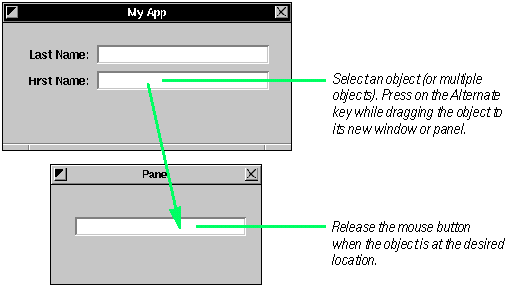 My App
Last Name:
First Name:
Select an object (or multiple
objects). Press on the Alternate
key while dragging the object to
its new window or panel.
Panel
Release the mouse button
when the object is at the desired
location.